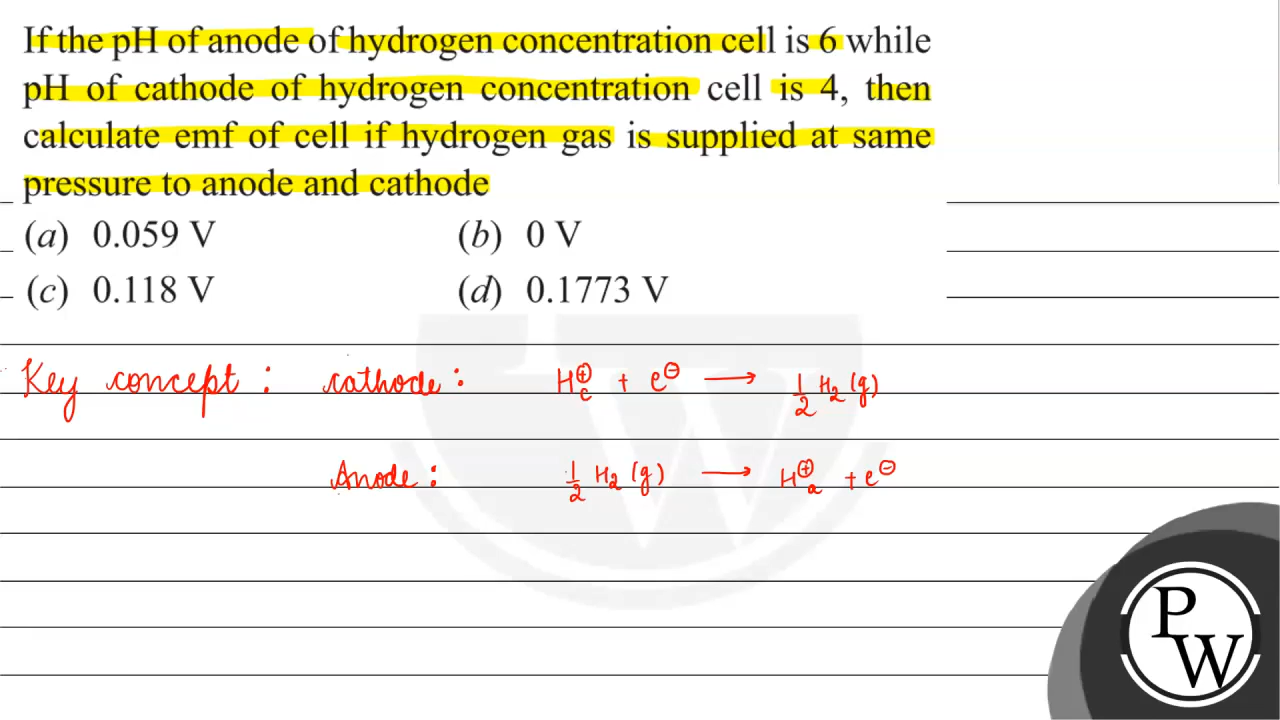 If the pH of anode of hydrogen concentration cell is 6 while
pH of cathode of hydrogen concentration cell is 4, then
calculate emf of cell if hydrogen gas is supplied at same
pressure to anode and cathode
(a) 0.059 V (b) 0 V
(c) 0.118 V (d) 0.1773 V
Key concept : cathode : H⊕c + e⊖ ⟶ 1/2 H₂ (g)
Anode : 1/2 H₂ (g) ⟶ H⊕a + e⊖
P
W